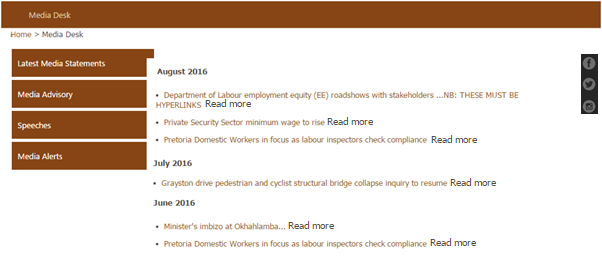 Media Desk
Home > Media Desk
Latest Media Statements
Media Advisory
Speeches
Media Alerts
August 2016
• Department of Labour employment equity (EE) roadshows with stakeholders ...NB: THESE MUST BE
HYPERLINKS Read more
• Private Security Sector minimum wage to rise Read more
• Pretoria Domestic Workers in focus as labour inspectors check compliance Read more
July 2016
• Grayston drive pedestrian and cyclist structural bridge collapse inquiry to resume Read more
June 2016
• Minister's imbizo at Okhahlamba... Read more
• Pretoria Domestic Workers in focus as labour inspectors check compliance Read more